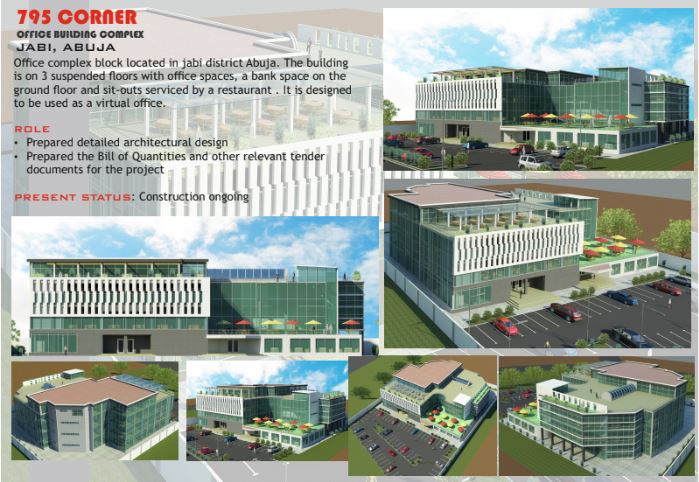 795 CORNER
OFFICE BUILDING COMPLEX
JABI, ABUJA
Office complex block located in jabi district Abuja. The building
is on 3 suspended floors with office spaces, a bank space on the
ground floor and sit-outs serviced by a restaurant . It is designed
to be used as a virtual office.
ROLE
• Prepared detailed architectural design
• Prepared the Bill of Quantities and other relevant tender
documents for the project
PRESENT STATUS: Construction ongoing